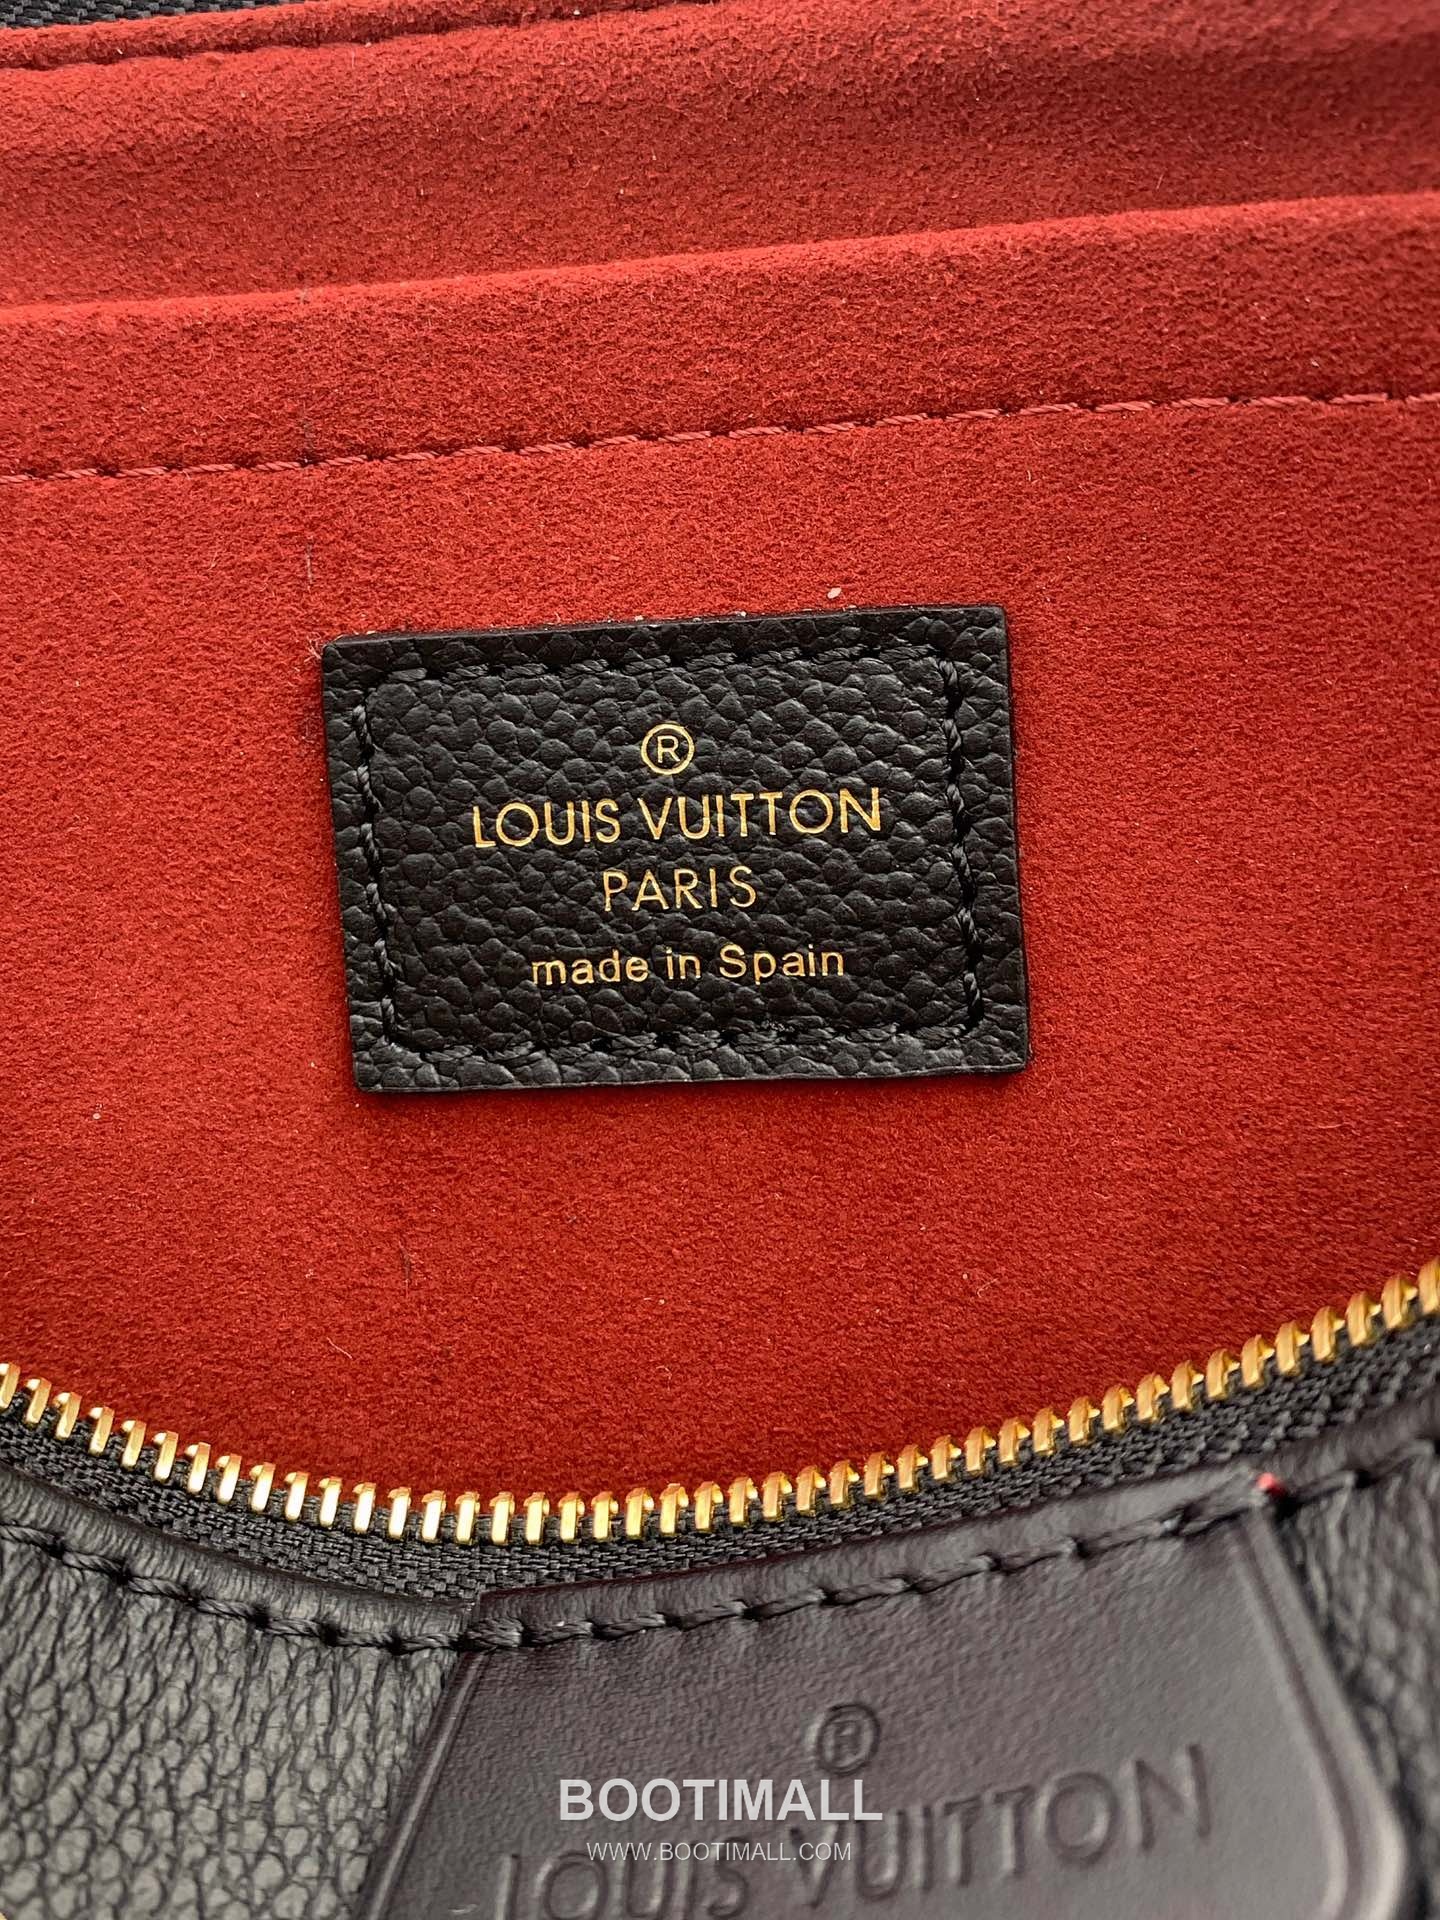 ®
LOUIS VUITTON
PARIS
made in Spain
®
LOUIS VUITTON
BOOTIMALL
WWW.BOOTIMALL.COM